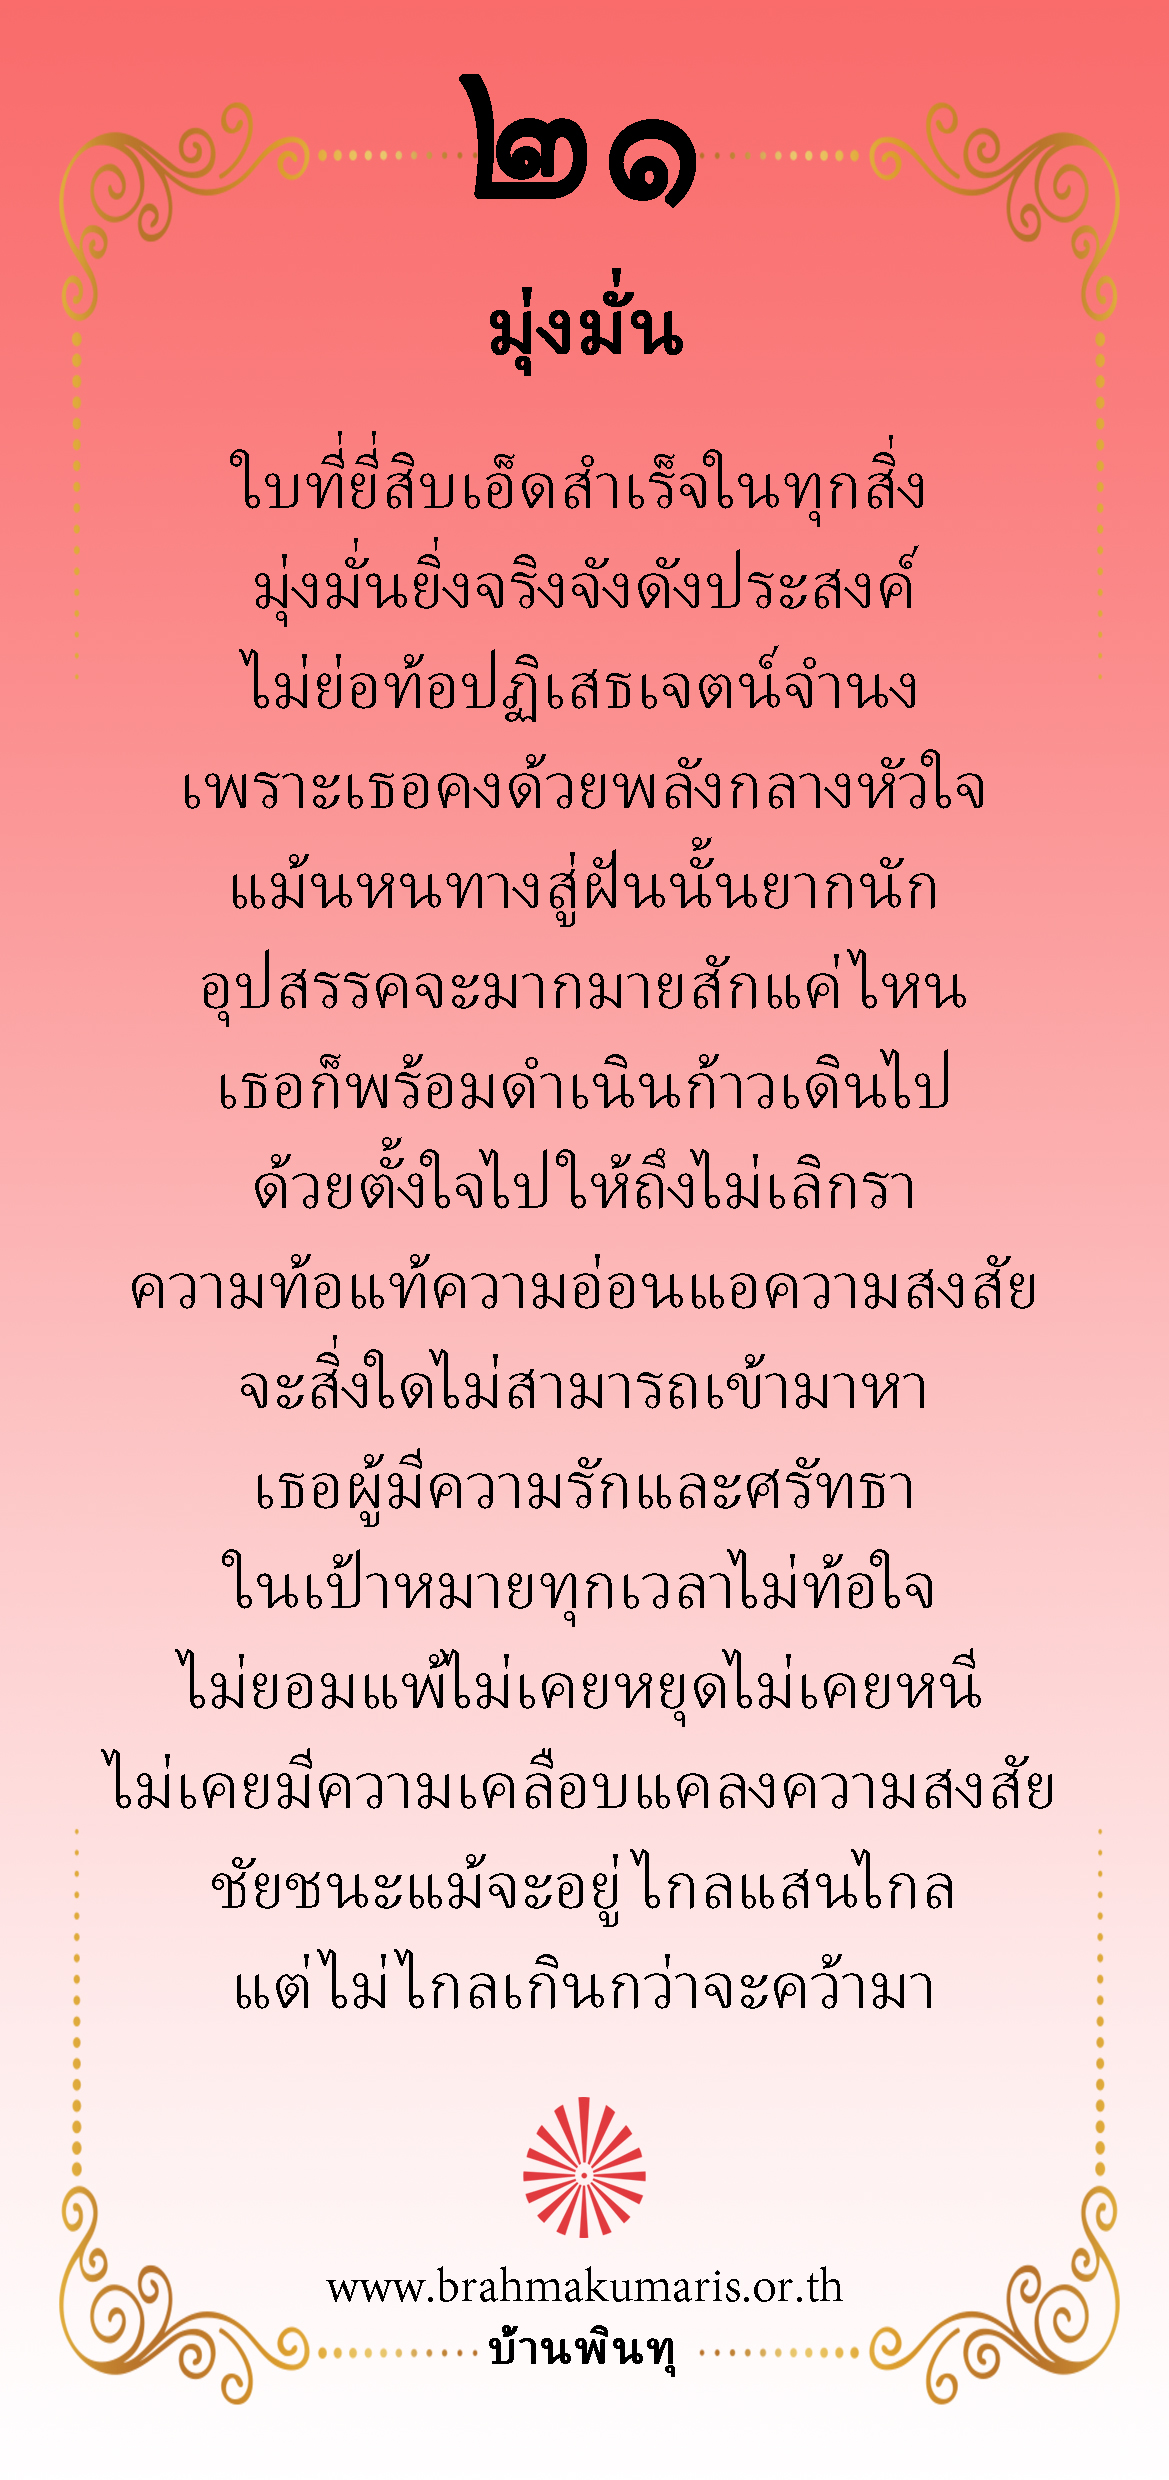 ๒๑
มุ่งมั่น
ใบที่ยี่สิบเอ็ดสำเร็จในทุกสิ่ง
มุ่งมั่นยิ่งจริงจังดังประสงค์
ไม่ย่อท้อปฏิเสธเจตน์จำนง
เพราะเธอคงด้วยพลังกลางหัวใจ
แม้นหนทางสู่ฝันนั้นยากนัก
อุปสรรคจะมากมายสักแค่ไหน
เธอก็พร้อมดำเนินก้าวเดินไป
ด้วยตั้งใจไปให้ถึงไม่เลิกรา
ความท้อแท้ความอ่อนแอความสงสัย
จะสิ่งใดไม่สามารถเข้ามาหา
เธอผู้มีความรักและศรัทธา
ในเป้าหมายทุกเวลาไม่ท้อใจ
ไม่ยอมแพ้ไม่เคยหยุดไม่เคยหนี
ไม่เคยมีความเคลือบแคลงความสงสัย
ชัยชนะแม้จะอยู่ไกลแสนไกล
แต่ไม่ไกลเกินกว่าจะคว้ามา
www.brahmakumaris.or.th
บ้านพินทุ